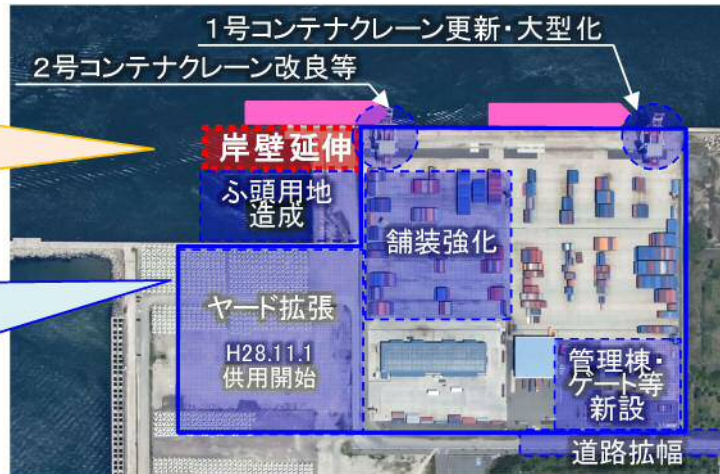 1号コンテナクレーン更新・大型化
2号コンテナクレーン改良等
岸壁延伸
ふ頭用地
造成
舗装強化
ヤード拡張
H28.11.1
供用開始
管理棟・
ゲート等
新設
道路拡幅